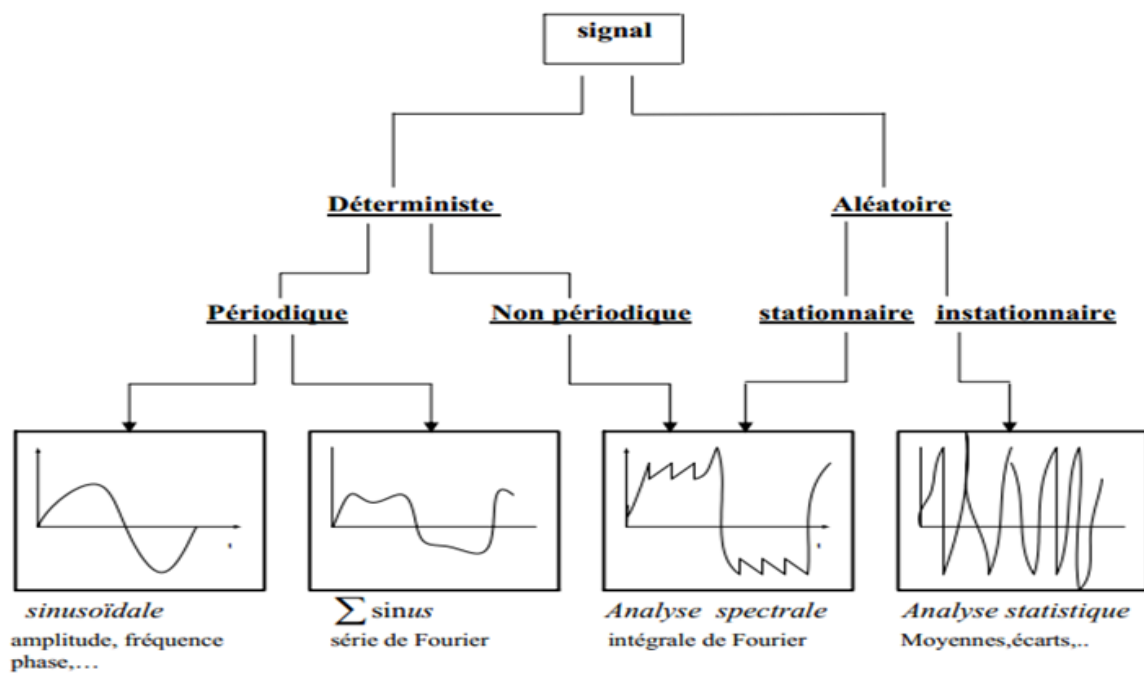 signal
Déterministe
Aléatoire
Périodique
Non périodique
stationnaire
instationnaire
sinusoïdale
∑ sinus
Analyse spectrale
Analyse statistique
amplitude, fréquence
phase,...
série de Fourier
intégrale de Fourier
Moyennes,écarts,..